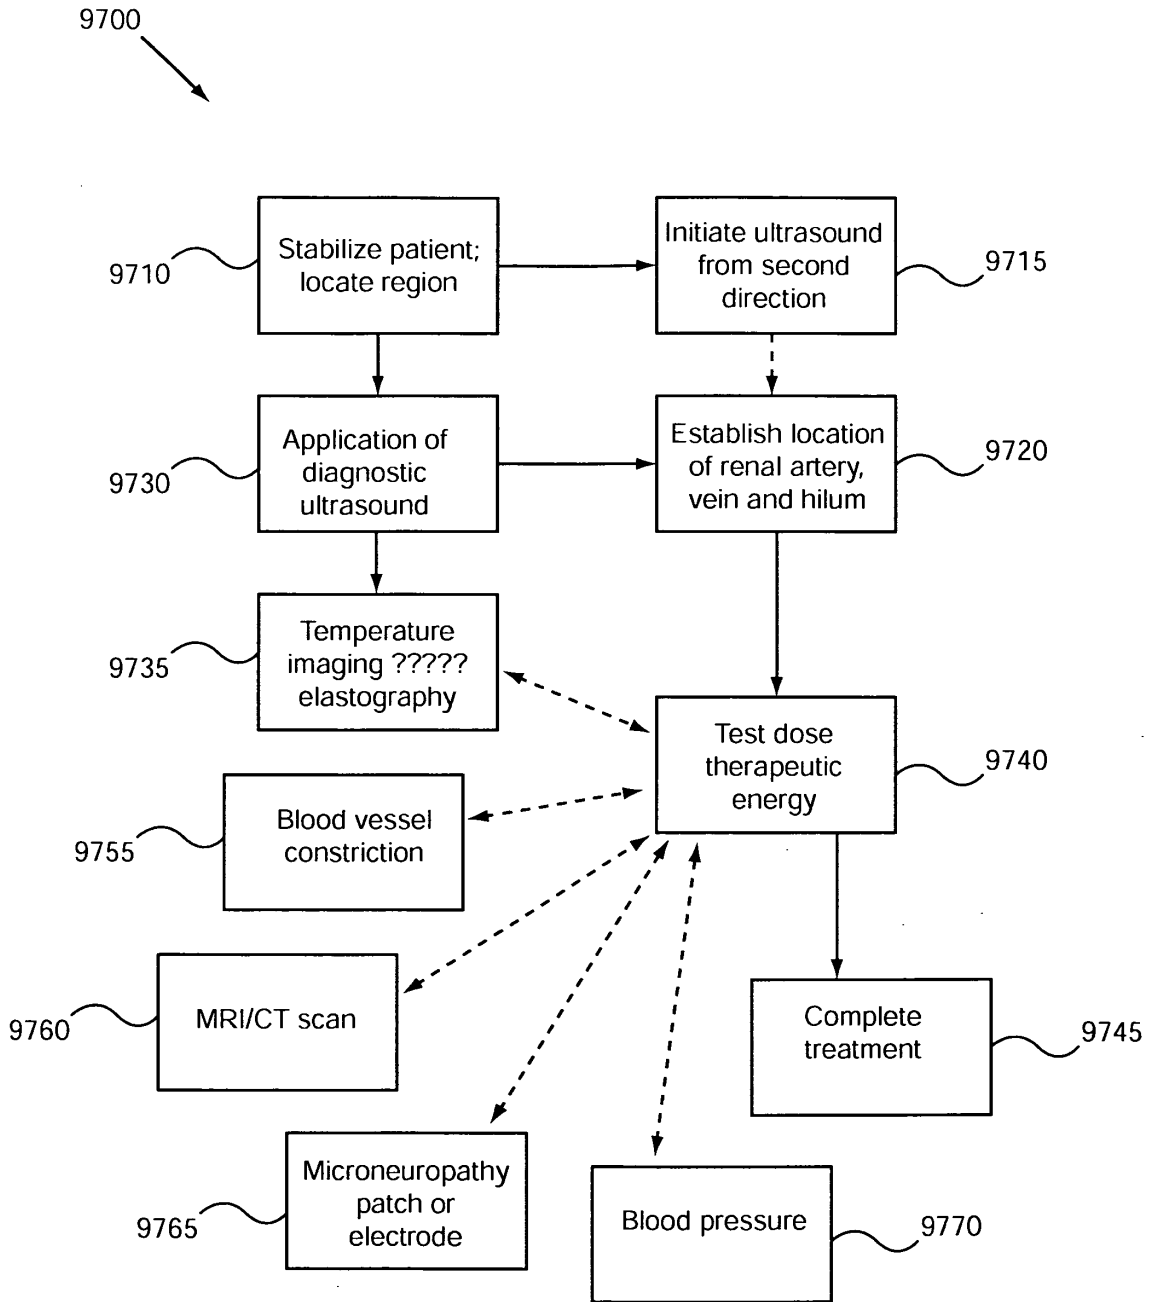 9700
Stabilize patient;
locate region
9710
Initiate ultrasound
from second
direction
9715
Application of
diagnostic
ultrasound
9730
Establish location
of renal artery,
vein and hilum
9720
Temperature
imaging ?????
elastography
9735
Test dose
therapeutic
energy
9740
Blood vessel
constriction
9755
MRI/CT scan
9760
Complete
treatment
9745
Microneuropathy
patch or
electrode
9765
Blood pressure
9770